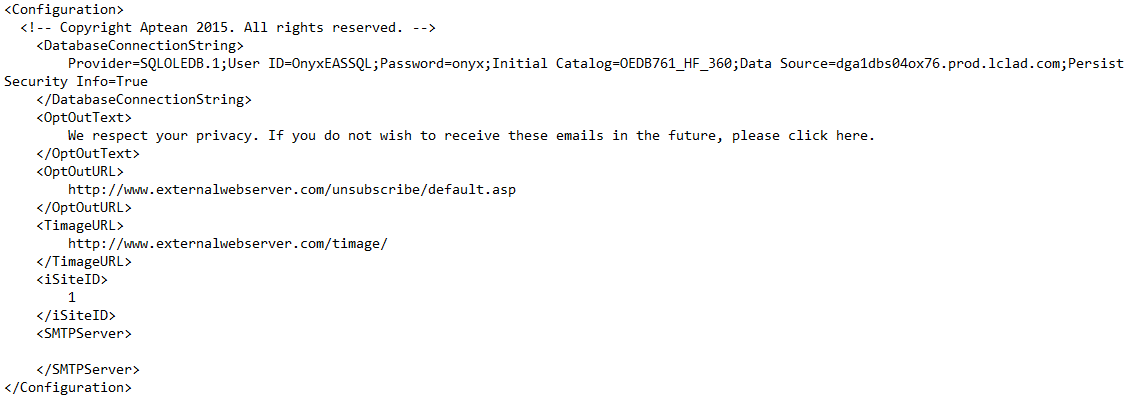 <Configuration>
<!-- Copyright Aptean 2015. All rights reserved. -->
<DatabaseConnectionString>
Provider=SQLOLEDB.1;User ID=OnyxEASSQL;Password=onyx;Initial Catalog=OEDB761_HF_360;Data Source=dga1dbs04ox76.prod.lclad.com;Persist
Security Info=True
</DatabaseConnectionString>
<OptOutText>
We respect your privacy. If you do not wish to receive these emails in the future, please click here.
</OptOutText>
<OptOutURL>
http://www.externalwebserver.com/unsubscribe/default.asp
</OptOutURL>
<TimageURL>
http://www.externalwebserver.com/timage/
</TimageURL>
<iSiteID>
1
</iSiteID>
<SMTPServer>
</SMTPServer>
</Configuration>